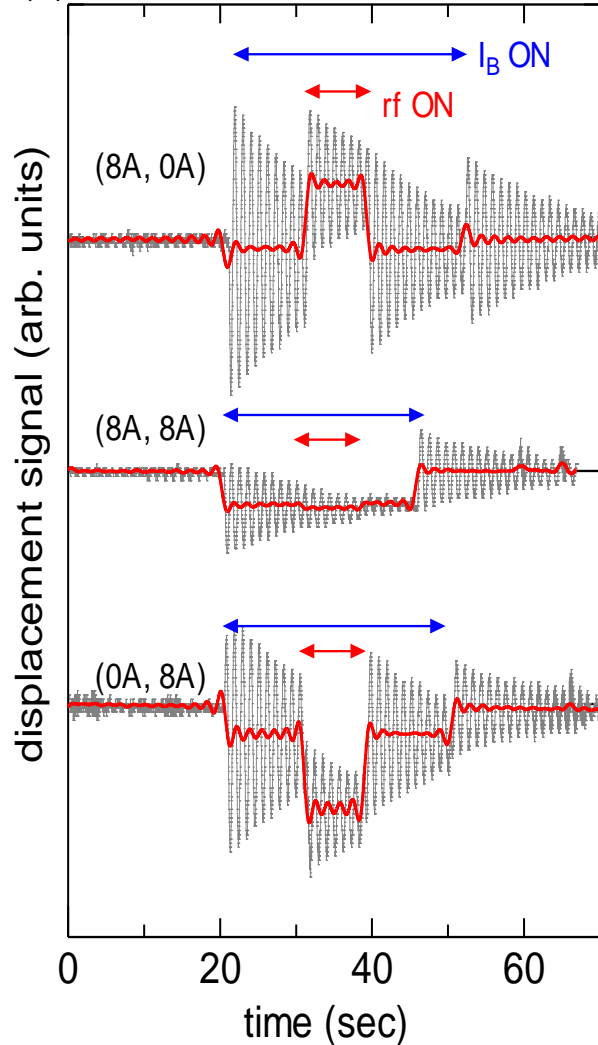 I_B ON
rf ON
(8A, 0A)
(8A, 8A)
(0A, 8A)
displacement signal (arb. units)
0 20 40 60
time (sec)